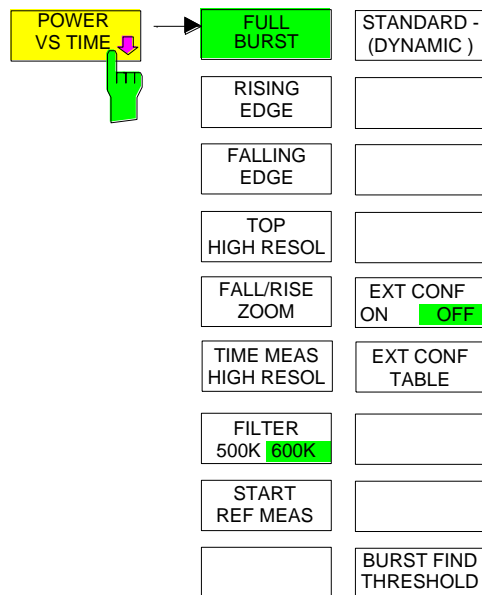 POWER
VS TIME
FULL
BURST
RISING
EDGE
FALLING
EDGE
TOP
HIGH RESOL
FALL/RISE
ZOOM
TIME MEAS
HIGH RESOL
FILTER
500K 600K
START
REF MEAS
STANDARD -
(DYNAMIC )
EXT CONF
ON OFF
EXT CONF
TABLE
BURST FIND
THRESHOLD